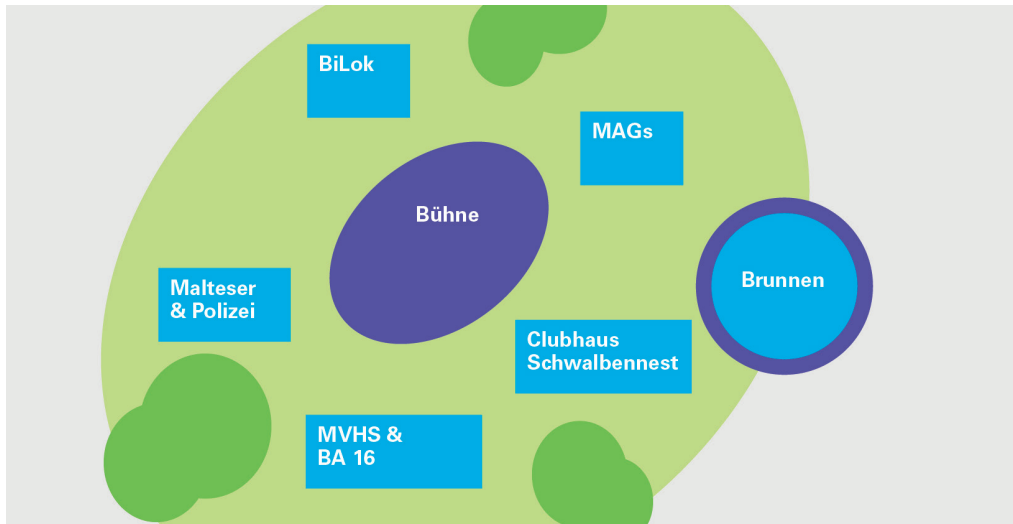 BiLok
MAGs
Bühne
Malteser
& Polizei
Brunnen
Clubhaus
Schwalbennest
MVHS &
BA 16